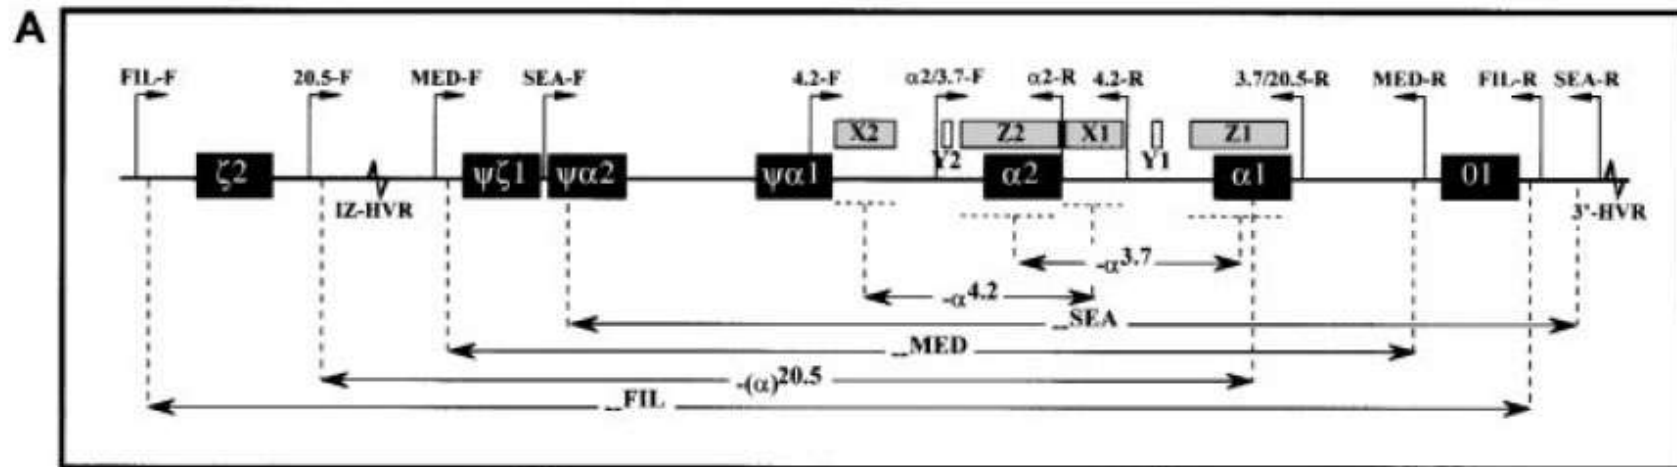 A
FIL-F 20.5-F MED-F SEA-F 4.2-F α2/3.7-F α2-R 4.2-R 3.7/20.5-R MED-R FIL-R SEA-R
X2 Z2 X1 Z1
Y2 Y1
ζ2 ψζ1 ψα2 ψα1 α2 α1 θ1
IZ-HVR 3'-HVR
-α3.7
-α4.2
--SEA
--MED
-(α)20.5
--FIL